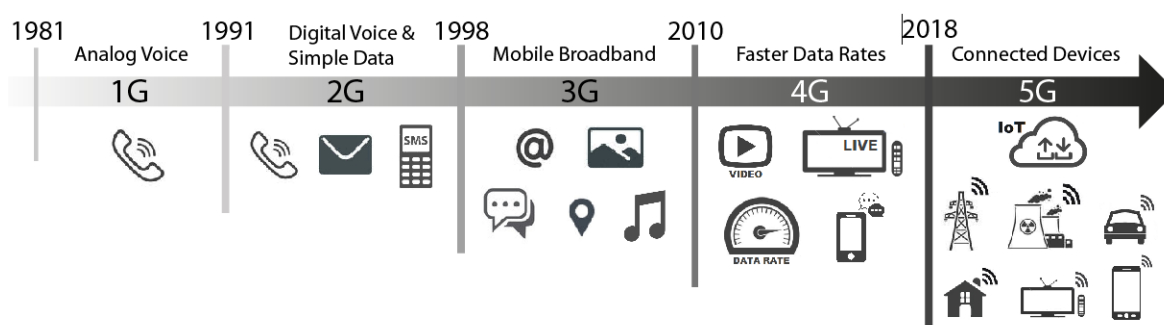 1981
1991
1998
2010
2018
Analog Voice
Digital Voice &
Simple Data
Mobile Broadband
Faster Data Rates
Connected Devices
1G
2G
3G
4G
5G
SMS
@
VIDEO
LIVE
DATA RATE
IoT